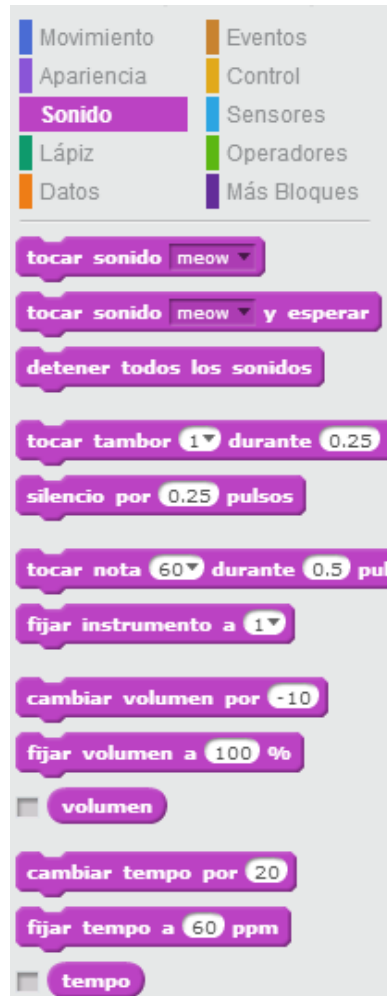 Movimiento Eventos
Apariencia Control
Sonido Sensores
Lápiz Operadores
Datos Más Bloques
tocar sonido meow
tocar sonido meow y esperar
detener todos los sonidos
tocar tambor 1 durante 0.25
silencio por 0.25 pulsos
tocar nota 60 durante 0.5 pul
fijar instrumento a 1
cambiar volumen por -10
fijar volumen a 100 %
volumen
cambiar tempo por 20
fijar tempo a 60 ppm
tempo